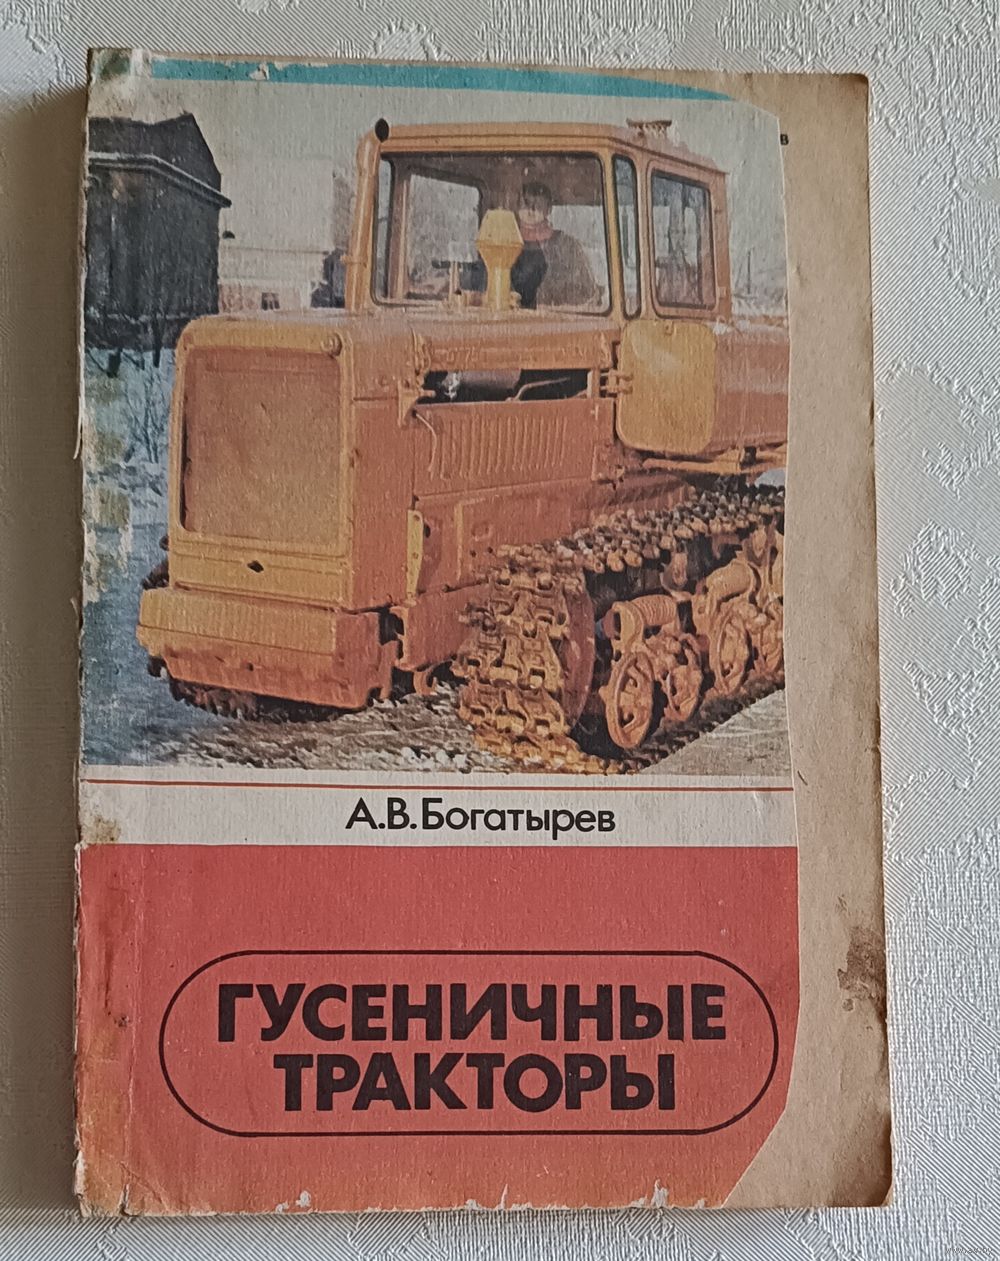 в
А.В.Богатырев
ГУСЕНИЧНЫЕ
ТРАКТОРЫ